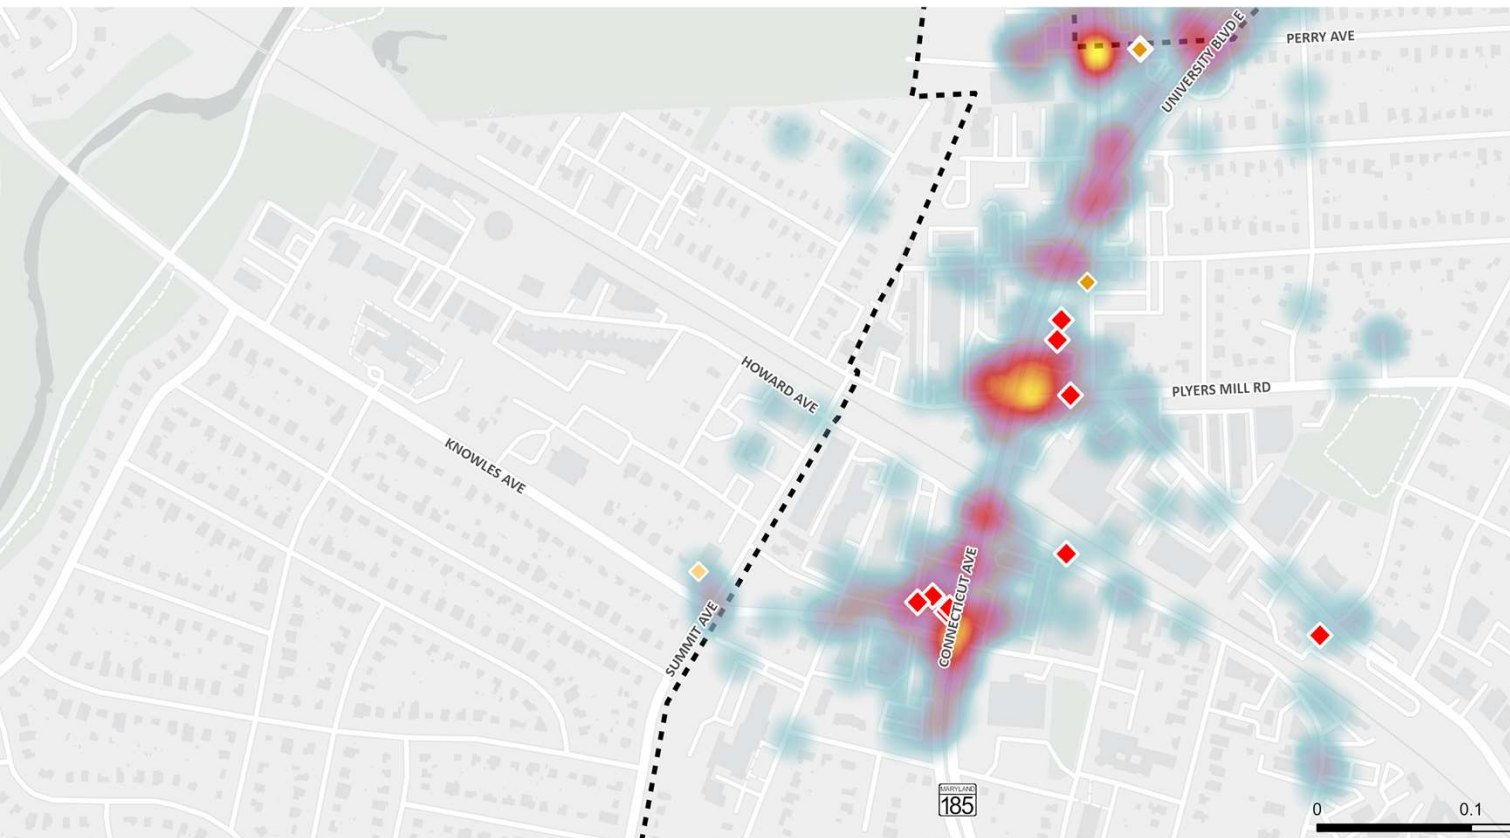 PERRY AVE
UNIVERSITY BLVD E
HOWARD AVE
PLYERS MILL RD
KNOWLES AVE
CONNECTICUT AVE
SUMMIT AVE
MARYLAND
185
0
0.1